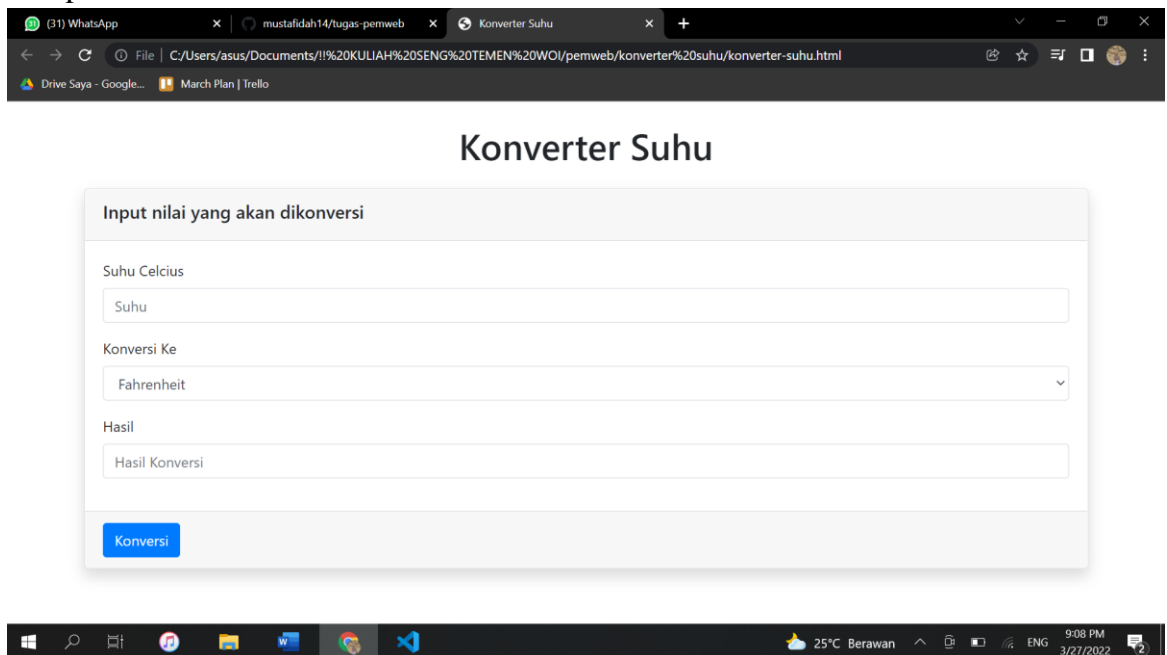 (31) WhatsApp
mustafidah14/tugas-pemweb
Konverter Suhu
File | C:/Users/asus/Documents/!!%20KULIAH%20SENG%20TEMEN%20WOI/pemweb/konverter%20suhu/konverter-suhu.html
Drive Saya - Google...
March Plan | Trello
Konverter Suhu
Input nilai yang akan dikonversi
Suhu Celcius
Suhu
Konversi Ke
Fahrenheit
Hasil
Hasil Konversi
Konversi
25°C Berawan
ENG
9:08 PM
3/27/2022
2